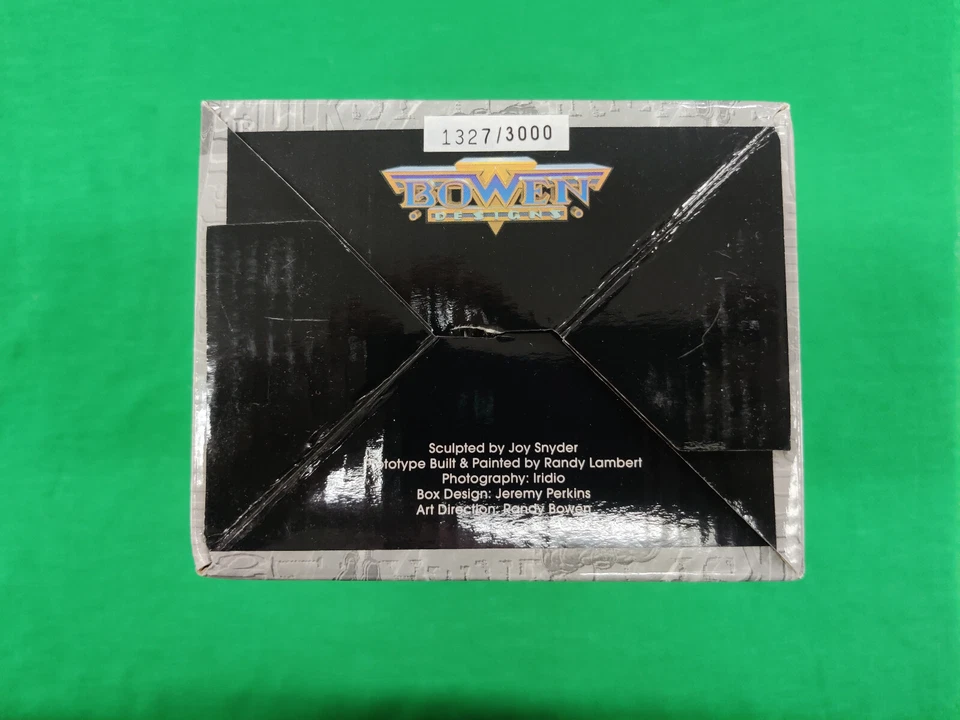 1327/3000
BOWEN
DESIGNS
Sculpted by Joy Snyder
ototype Built & Painted by Randy Lambert
Photography: Iridio
Box Design: Jeremy Perkins
Art Direction: Randy Bowen